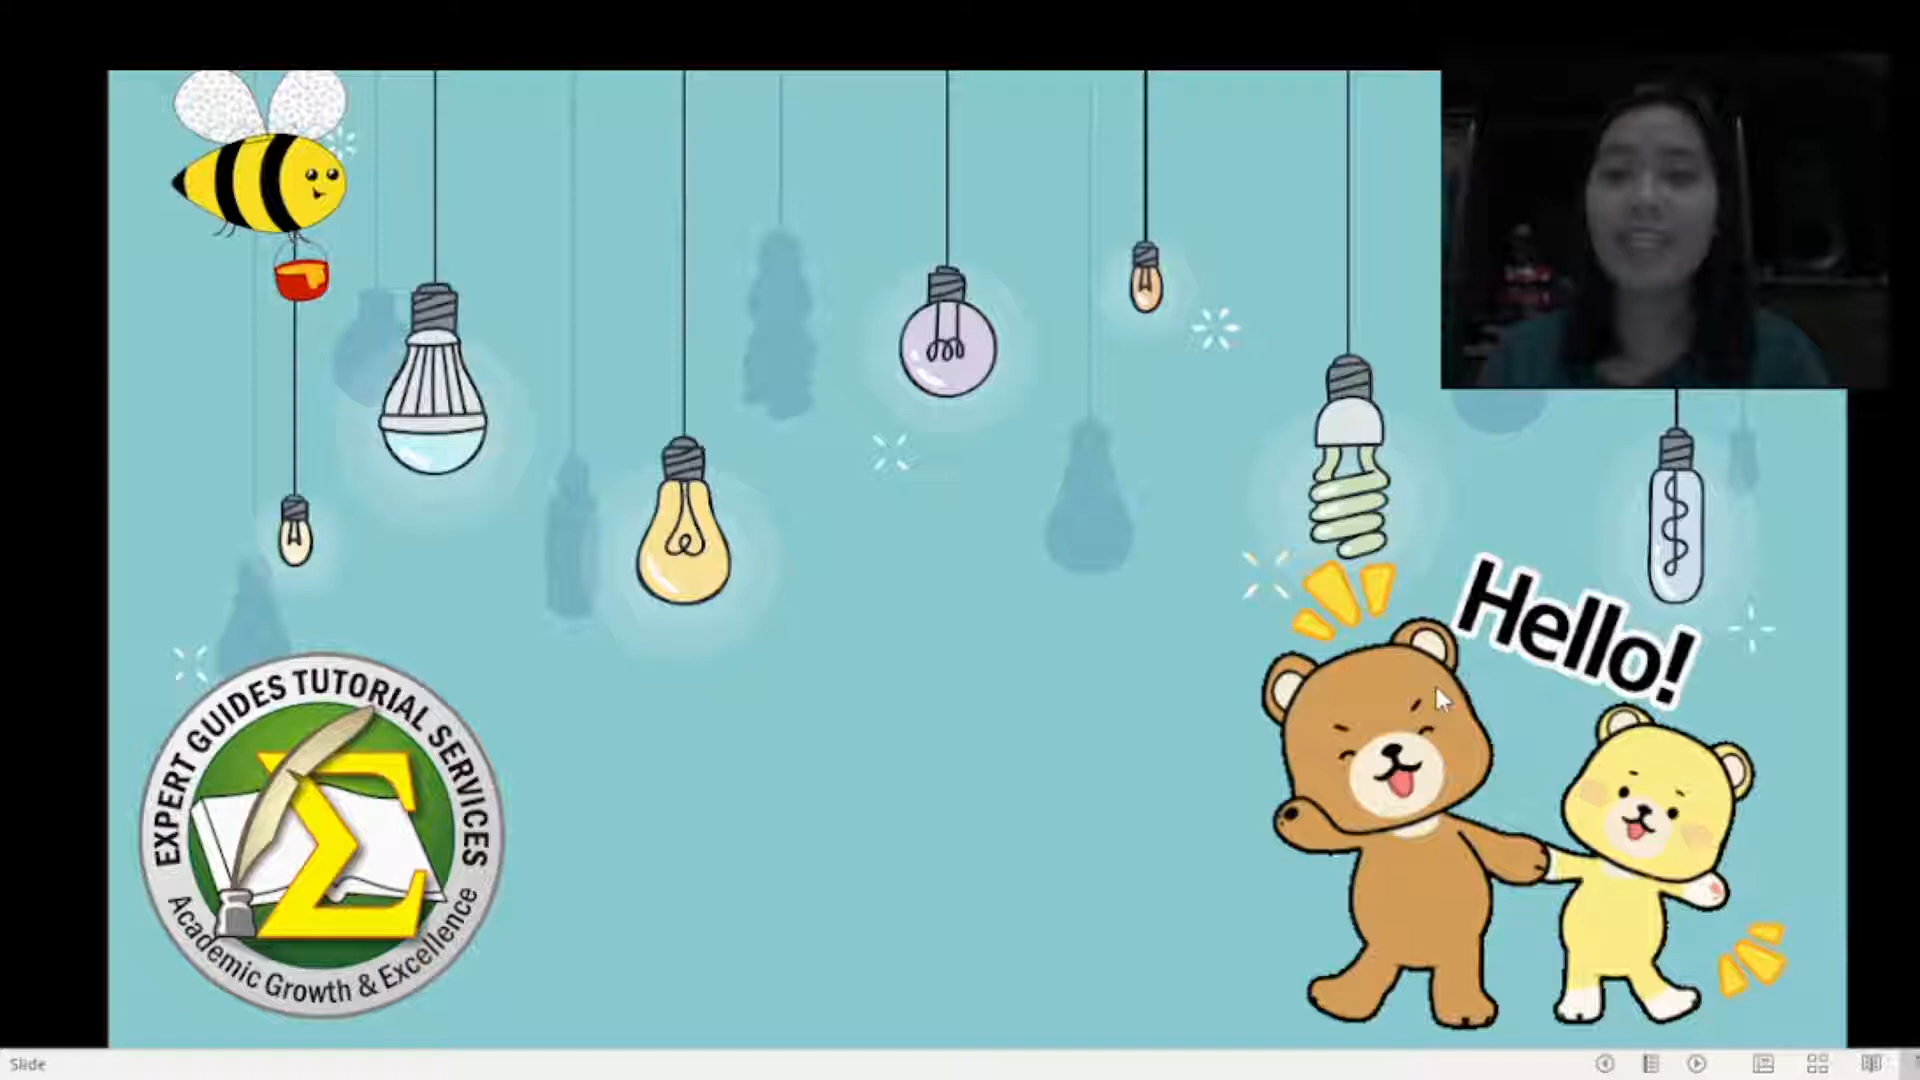 Hello!
EXPERT GUIDES TUTORIAL SERVICES
Academic Growth & Excellence
Slide